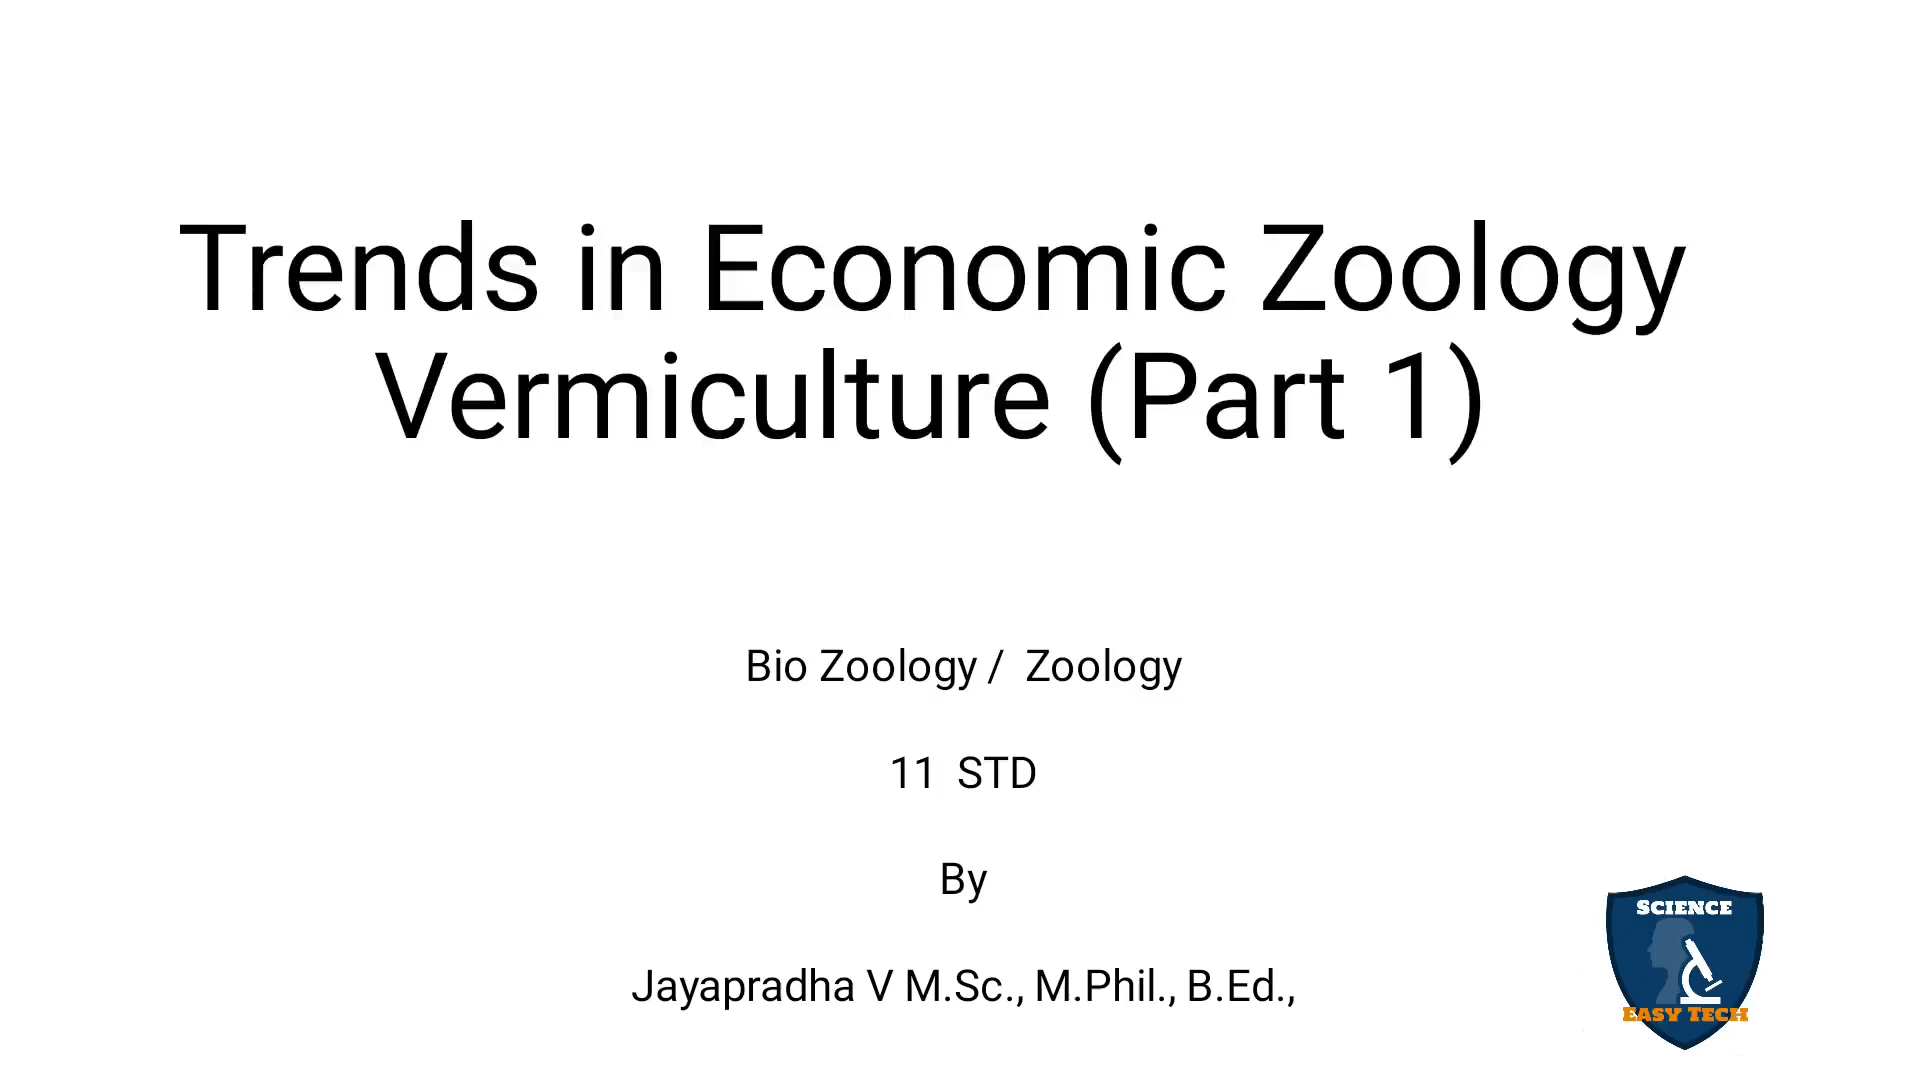 Trends in Economic Zoology
Vermiculture (Part 1)
Bio Zoology / Zoology
11 STD
By
Jayapradha V M.Sc., M.Phil., B.Ed.,
SCIENCE
EASY TECH